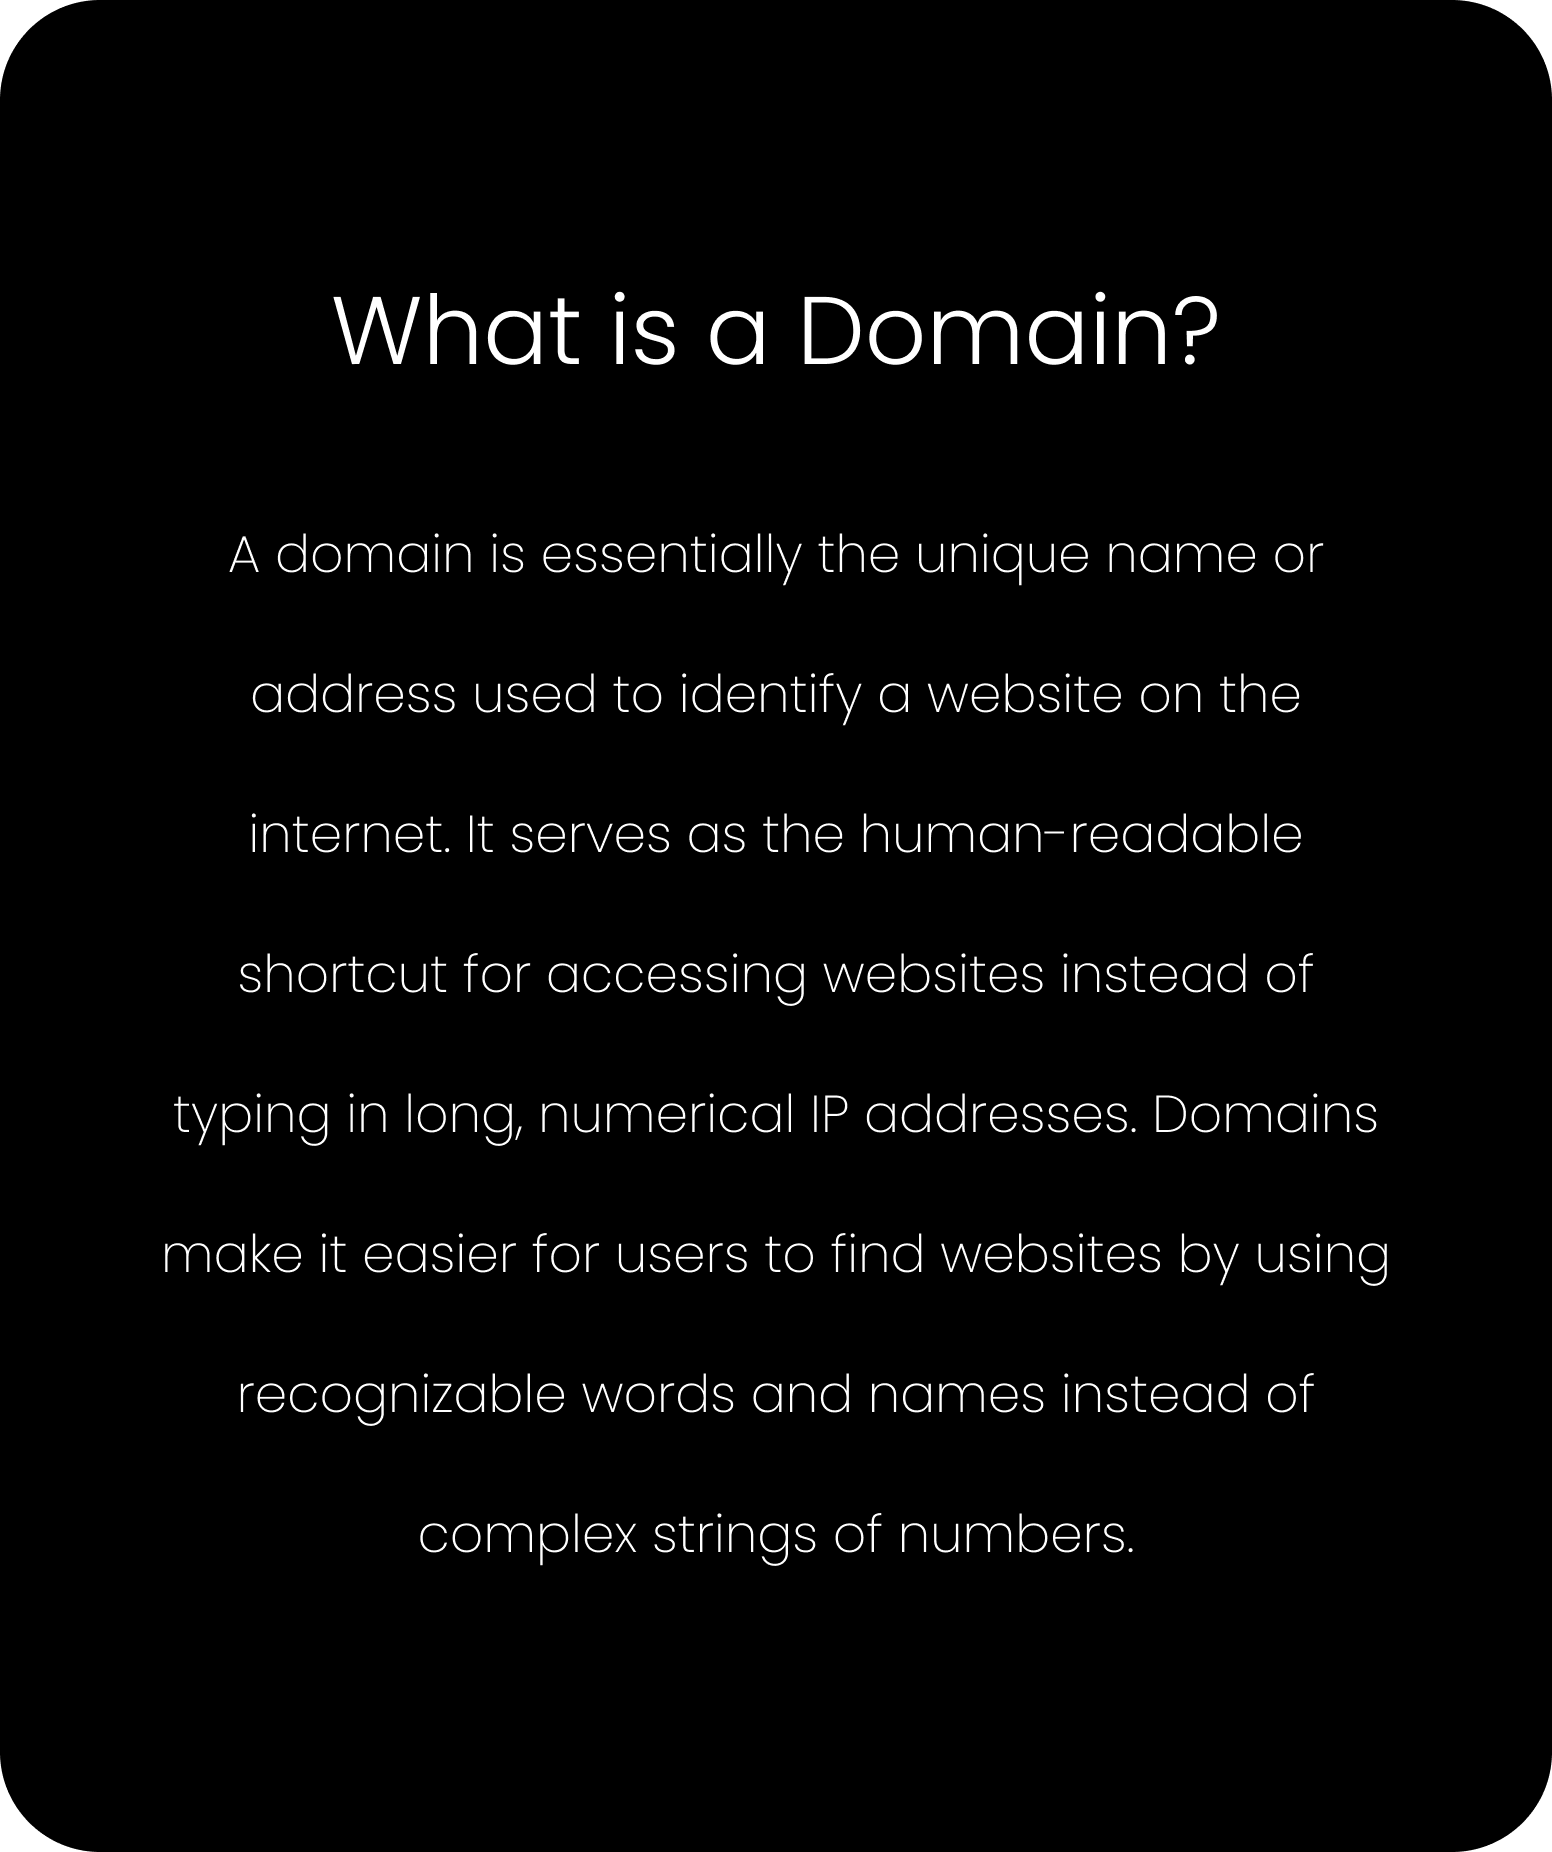 What is a Domain?
A domain is essentially the unique name or
address used to identify a website on the
internet. It serves as the human-readable
shortcut for accessing websites instead of
typing in long, numerical IP addresses. Domains
make it easier for users to find websites by using
recognizable words and names instead of
complex strings of numbers.